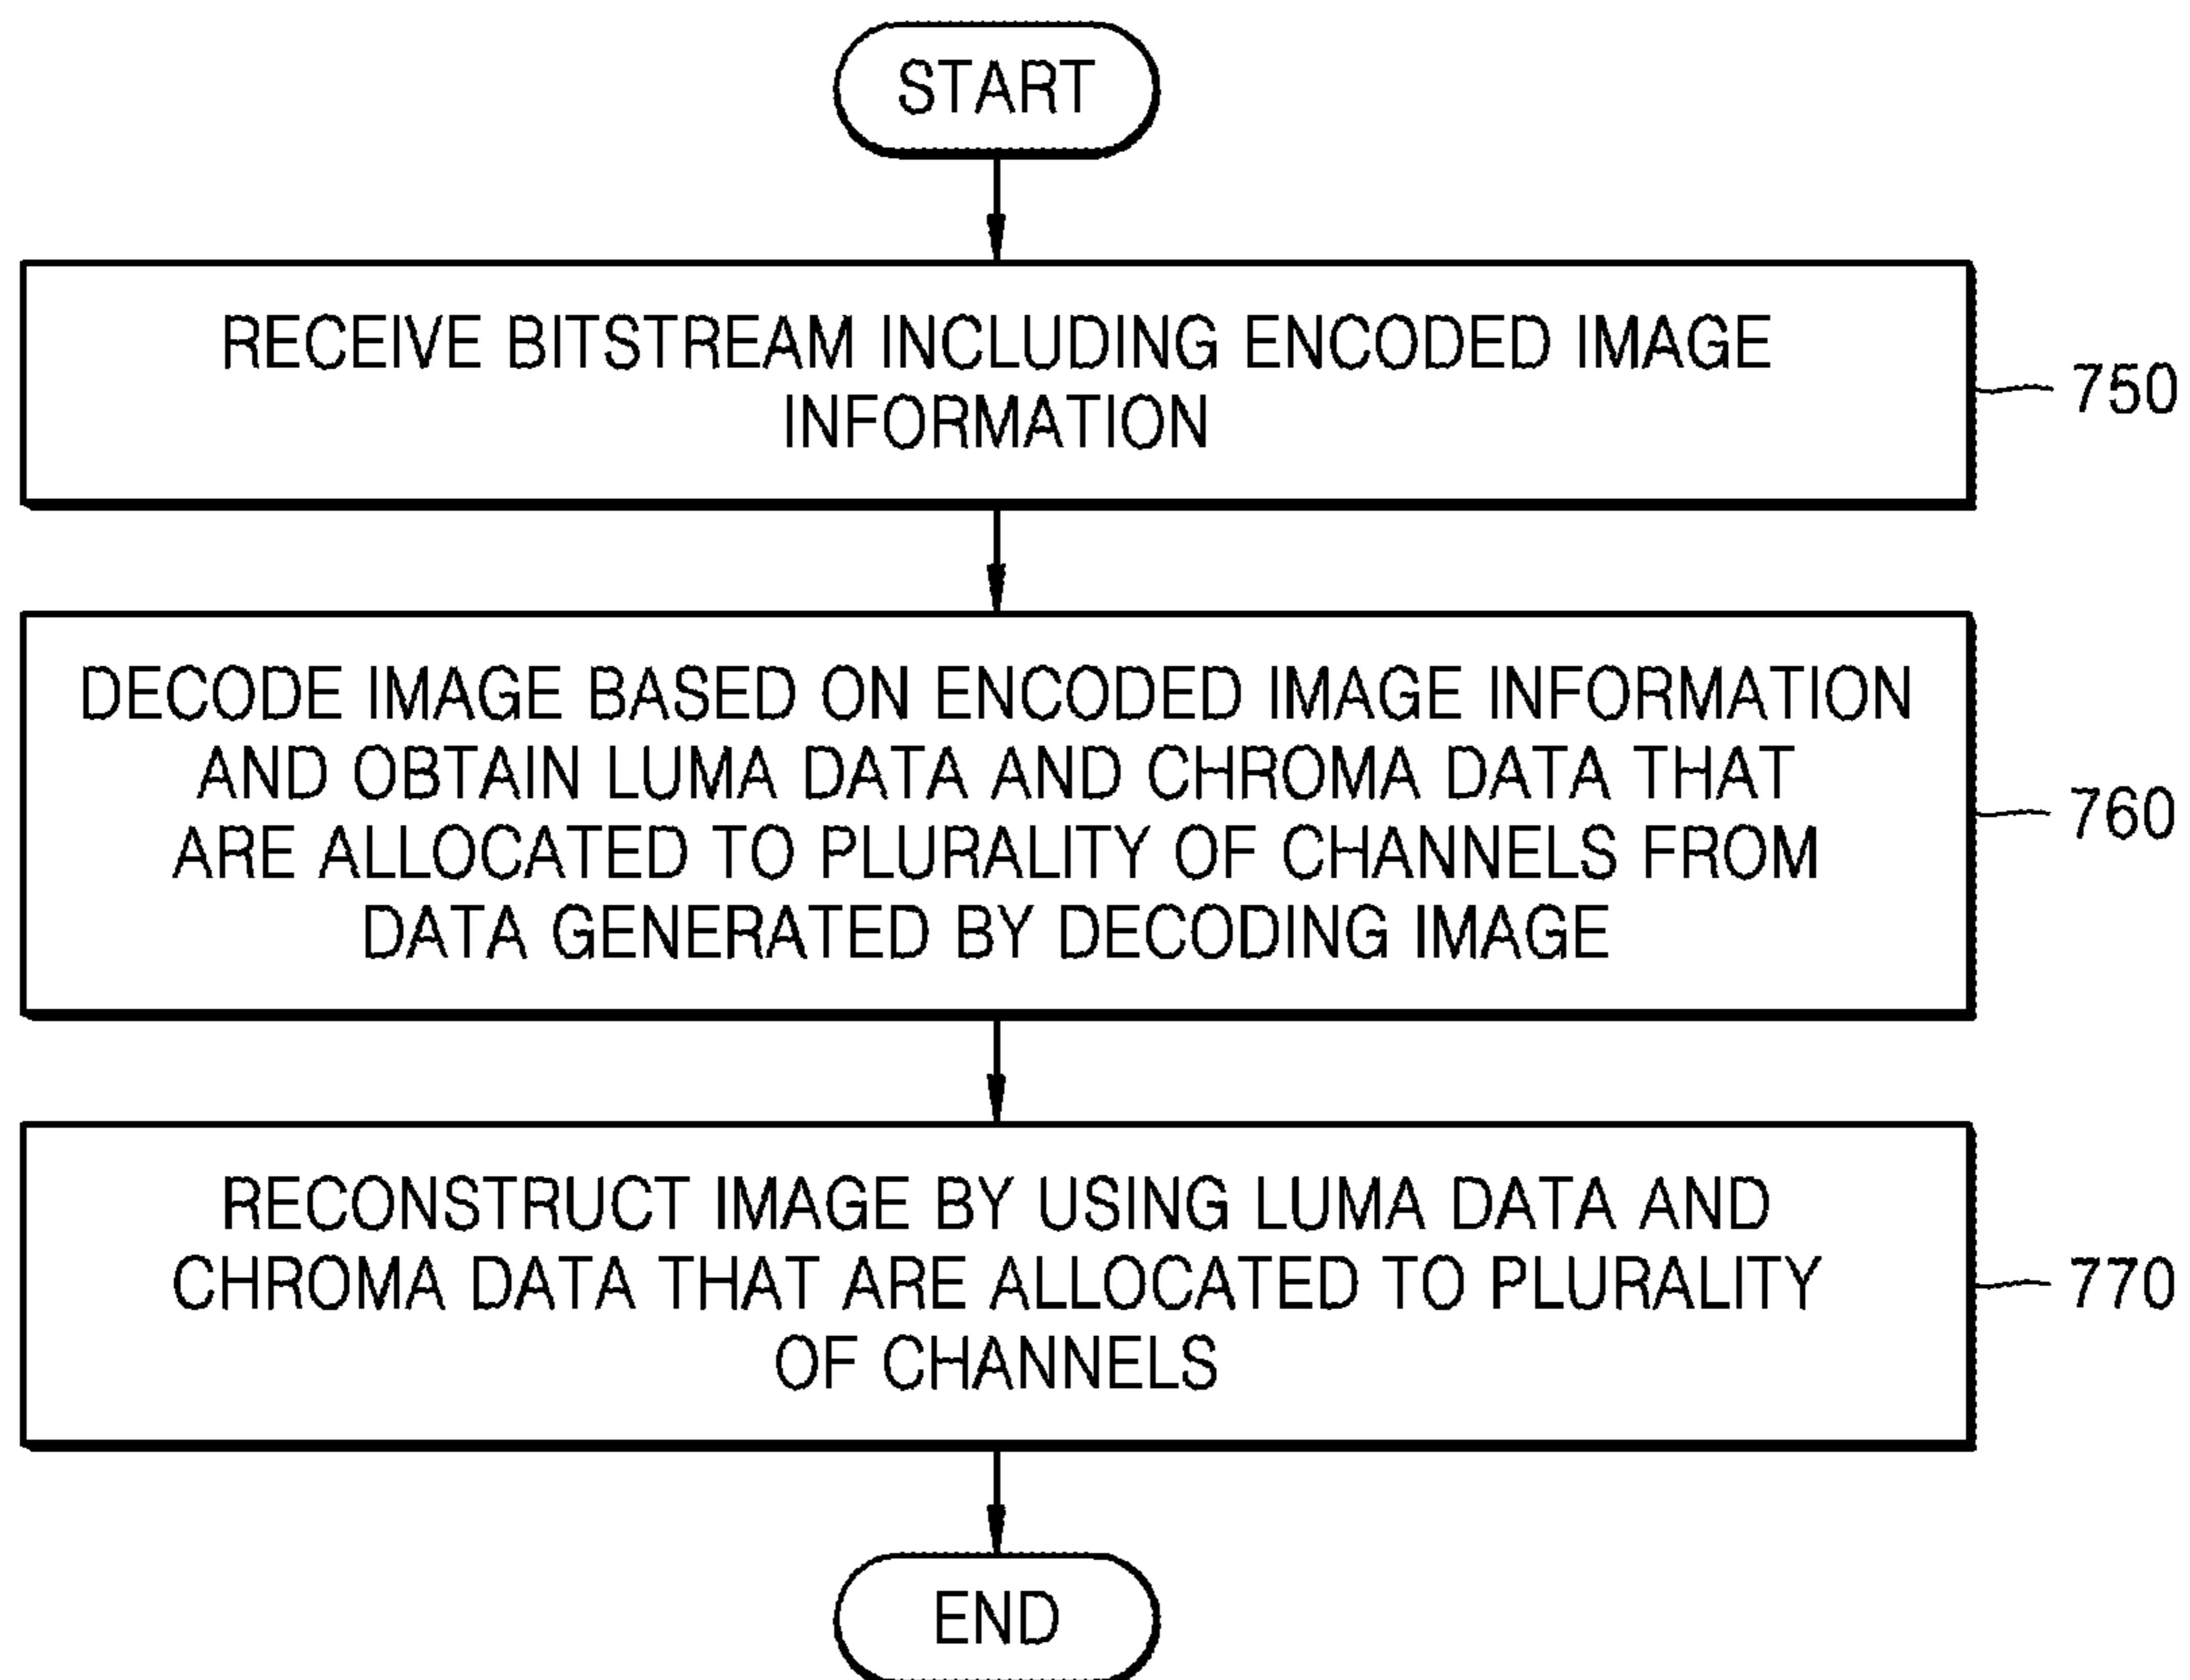 START
RECEIVE BITSTREAM INCLUDING ENCODED IMAGE
INFORMATION
750
DECODE IMAGE BASED ON ENCODED IMAGE INFORMATION
AND OBTAIN LUMA DATA AND CHROMA DATA THAT
ARE ALLOCATED TO PLURALITY OF CHANNELS FROM
DATA GENERATED BY DECODING IMAGE
760
RECONSTRUCT IMAGE BY USING LUMA DATA AND
CHROMA DATA THAT ARE ALLOCATED TO PLURALITY
OF CHANNELS
770
END